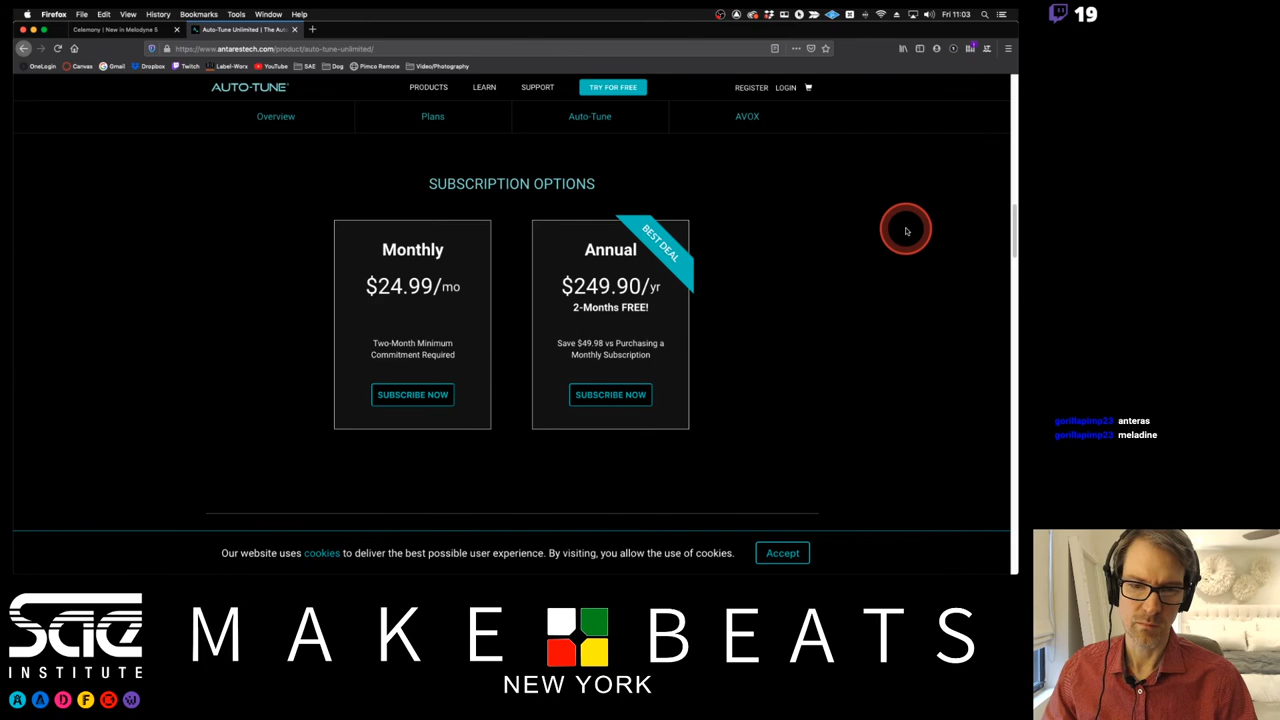 Firefox File Edit View History Bookmarks Tools Window Help
Fri 11:03
19
Celemony | New in Melodyne 5
Auto-Tune Unlimited | The Aut
https://www.antarestech.com/product/auto-tune-unlimited/
OneLogin Canvas Gmail Dropbox Twitch Label-Worx YouTube SAE Dog Pimco Remote Video/Photography
AUTO-TUNE
PRODUCTS LEARN SUPPORT TRY FOR FREE REGISTER LOGIN
Overview Plans Auto-Tune AVOX
SUBSCRIPTION OPTIONS
Monthly
$24.99/mo
Two-Month Minimum
Commitment Required
SUBSCRIBE NOW
BEST DEAL
Annual
$249.90/yr
2-Months FREE!
Save $49.98 vs Purchasing a
Monthly Subscription
SUBSCRIBE NOW
gorillapimp23 anteras
gorillapimp23 meladine
Our website uses cookies to deliver the best possible user experience. By visiting, you allow the use of cookies.
Accept
sae
INSTITUTE
A A D F G W
MAKE BEATS
NEW YORK